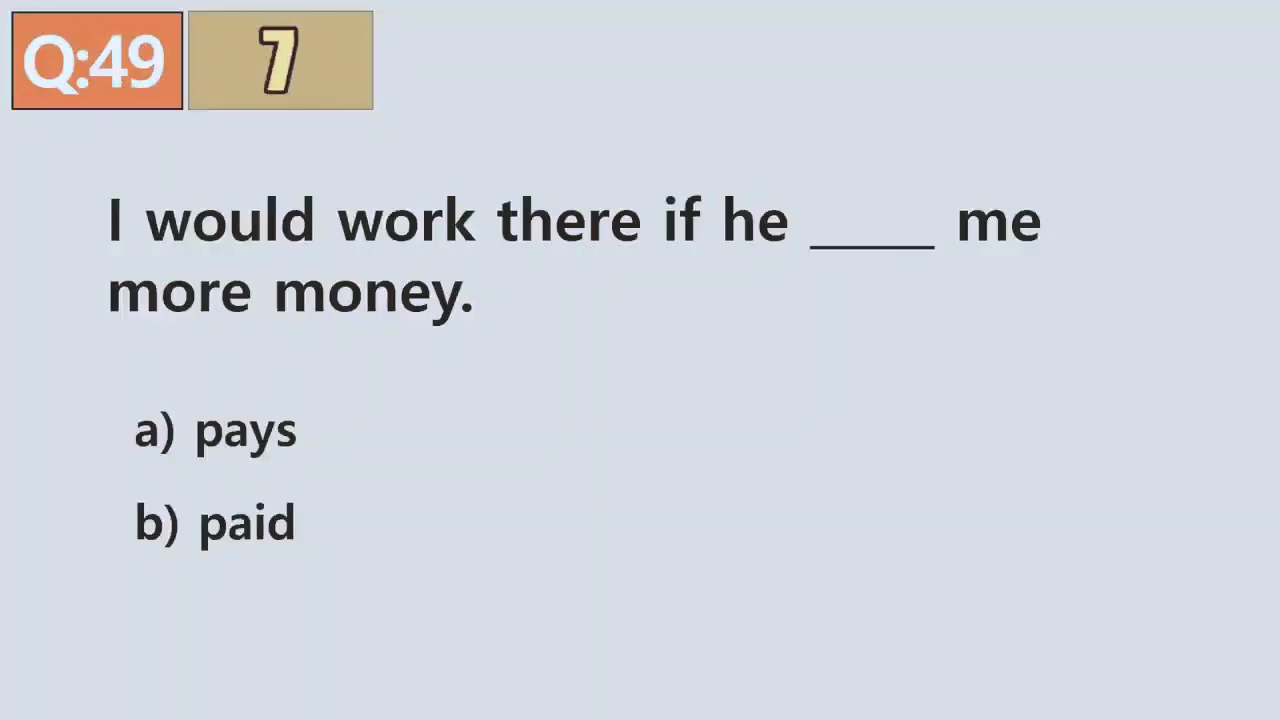 Q:49 7
I would work there if he _____ me
more money.
a) pays
b) paid